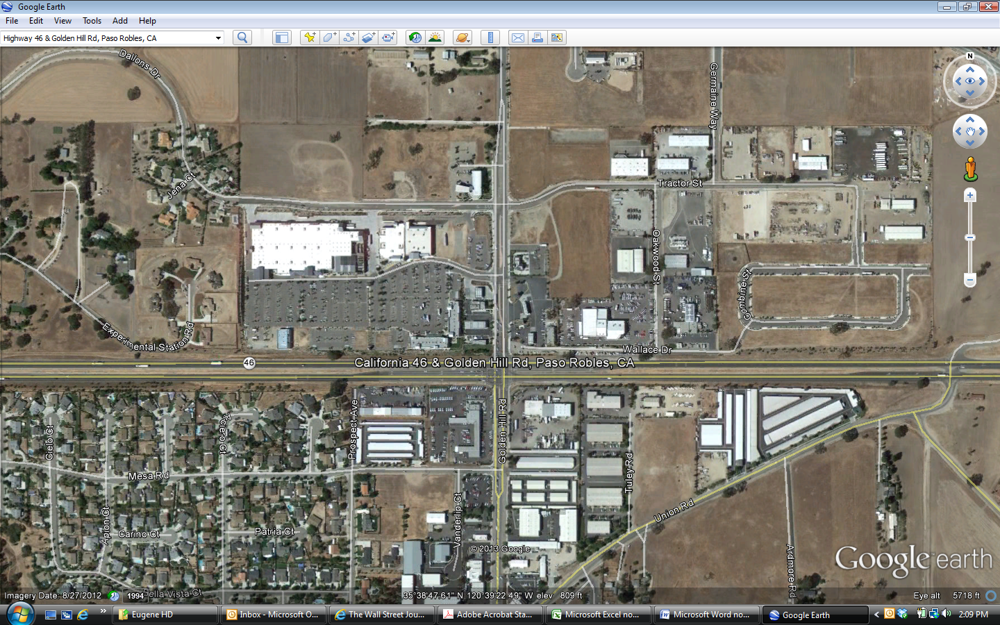 Google Earth
File Edit View Tools Add Help
Highway 46 & Golden Hill Rd, Paso Robles, CA
N
Dallons Dr
Germaine Way
Jena Ct
Tractor St
Oakwood St
Combine St
Experimental Station Rd
Wallace Dr
46
California 46 & Golden Hill Rd, Paso Robles, CA
Prospect Ave
Golden Hill Rd
Cielo Ct
Tuley Rd
Mesa Rd
Union Rd
Vanderlip Ct
Carino Ct
Patria Ct
Ardmore Rd
© 2013 Google
Google earth
Bella Vista Ct
Imagery Date: 8/27/2012 1994
35°38'47.61" N 120°39'22.49" W elev 809 ft
Eye alt 5718 ft
» Eugene HD
Inbox - Microsoft O...
The Wall Street Jou...
Adobe Acrobat Sta...
Microsoft Excel no...
Microsoft Word no...
Google Earth
< 2:09 PM